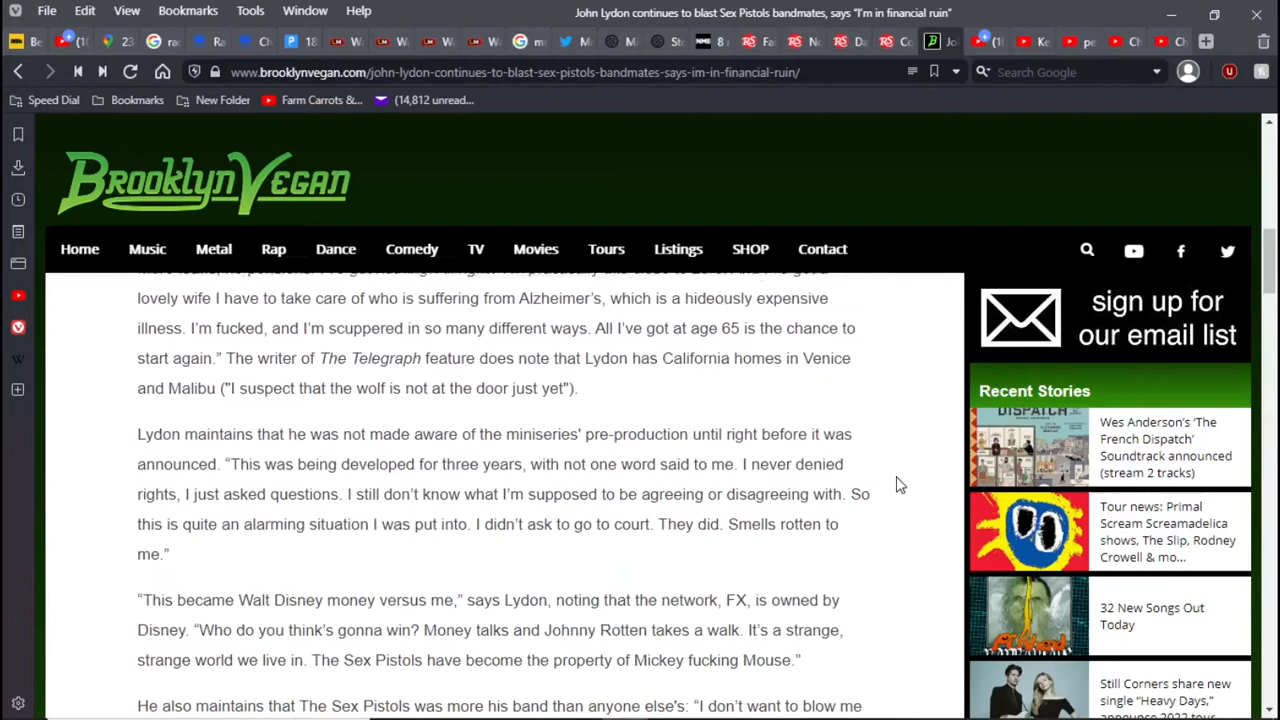 File Edit View Bookmarks Tools Window Help
John Lydon continues to blast Sex Pistols bandmates, says "I'm in financial ruin"
www.brooklynvegan.com/john-lydon-continues-to-blast-sex-pistols-bandmates-says-im-in-financial-ruin/
Search Google
Speed Dial Bookmarks New Folder Farm Carrots &... (14,812 unread...
BrooklynVegan
Home Music Metal Rap Dance Comedy TV Movies Tours Listings SHOP Contact
lovely wife I have to take care of who is suffering from Alzheimer's, which is a hideously expensive
illness. I'm fucked, and I'm scuppered in so many different ways. All I've got at age 65 is the chance to
start again." The writer of The Telegraph feature does note that Lydon has California homes in Venice
and Malibu ("I suspect that the wolf is not at the door just yet").
Lydon maintains that he was not made aware of the miniseries' pre-production until right before it was
announced. "This was being developed for three years, with not one word said to me. I never denied
rights, I just asked questions. I still don't know what I'm supposed to be agreeing or disagreeing with. So
this is quite an alarming situation I was put into. I didn't ask to go to court. They did. Smells rotten to
me."
"This became Walt Disney money versus me," says Lydon, noting that the network, FX, is owned by
Disney. "Who do you think's gonna win? Money talks and Johnny Rotten takes a walk. It's a strange,
strange world we live in. The Sex Pistols have become the property of Mickey fucking Mouse."
He also maintains that The Sex Pistols was more his band than anyone else's: "I don't want to blow me
sign up for
our email list
Recent Stories
DISPATCH
Wes Anderson's 'The
French Dispatch'
Soundtrack announced
(stream 2 tracks)
Tour news: Primal
Scream Screamadelica
shows, The Slip, Rodney
Crowell & mo...
32 New Songs Out
Today
Still Corners share new
single "Heavy Days,"
announce 2022 tour